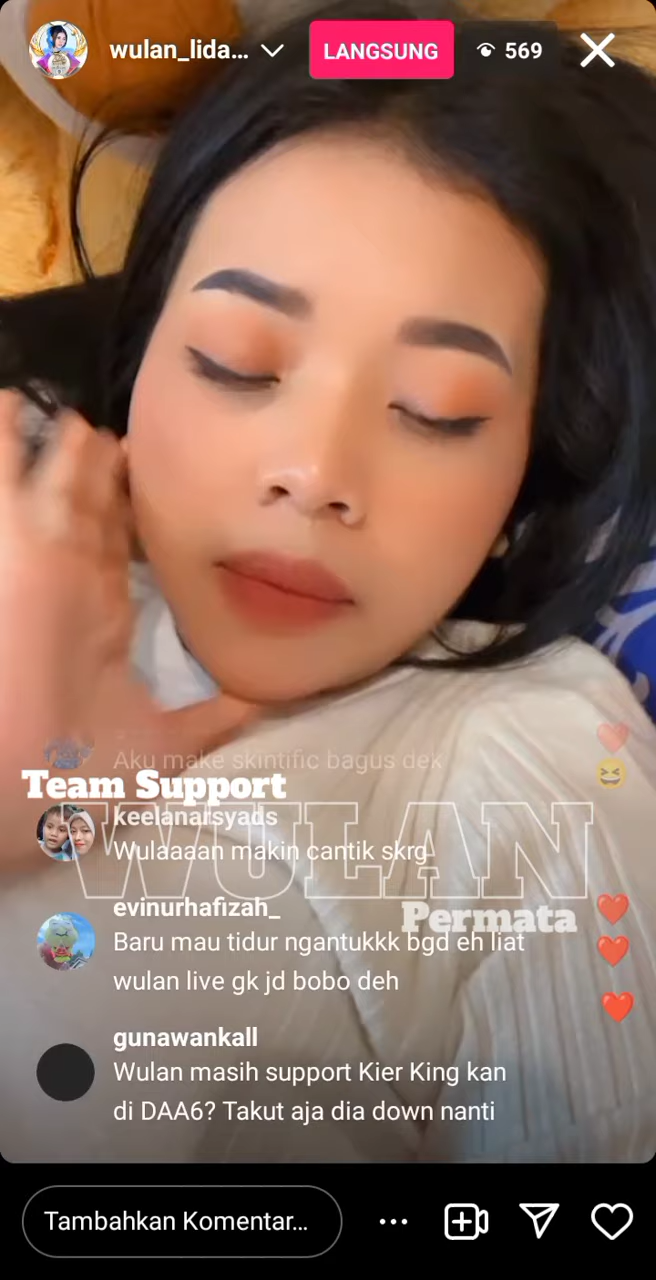 wulan_lida...
LANGSUNG
569
Aku make skintific bagus dek
Team Support
WULAN
Permata
keelanarsyads
Wulaaaan makin cantik skrg
evinurhafizah_
Baru mau tidur ngantukkk bgd eh liat
wulan live gk jd bobo deh
gunawankall
Wulan masih support Kier King kan
di DAA6? Takut aja dia down nanti
Tambahkan Komentar...